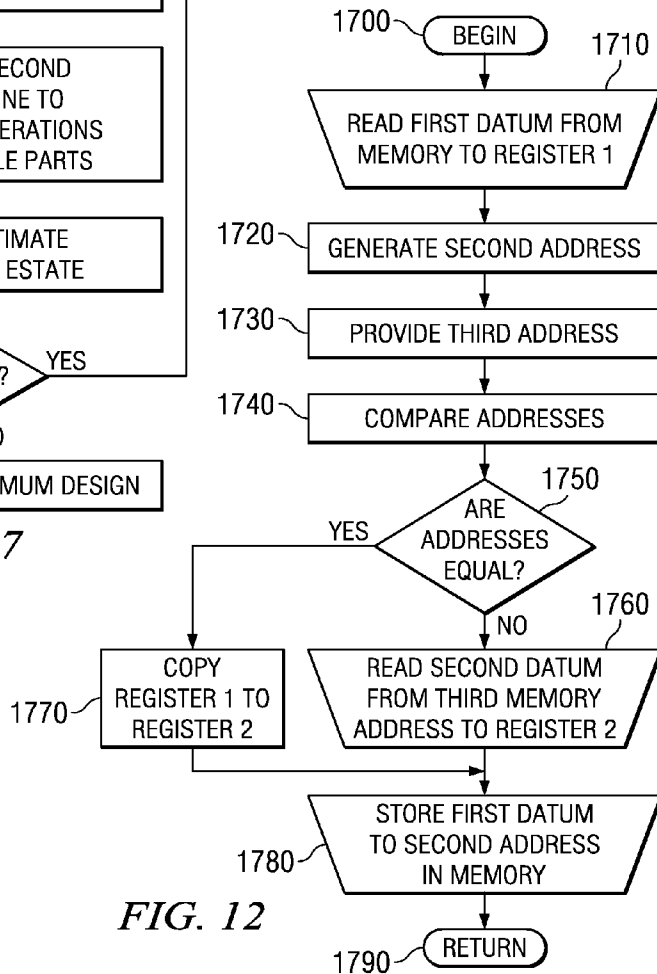 ECOND
NE TO
ERATIONS
LE PARTS
TIMATE
ESTATE
?
YES
MUM DESIGN
7
1700
BEGIN
1710
READ FIRST DATUM FROM
MEMORY TO REGISTER 1
1720
GENERATE SECOND ADDRESS
1730
PROVIDE THIRD ADDRESS
1740
COMPARE ADDRESSES
1750
ARE
ADDRESSES
EQUAL?
YES
NO
1760
READ SECOND DATUM
FROM THIRD MEMORY
ADDRESS TO REGISTER 2
1770
COPY
REGISTER 1 TO
REGISTER 2
1780
STORE FIRST DATUM
TO SECOND ADDRESS
IN MEMORY
FIG. 12
1790
RETURN